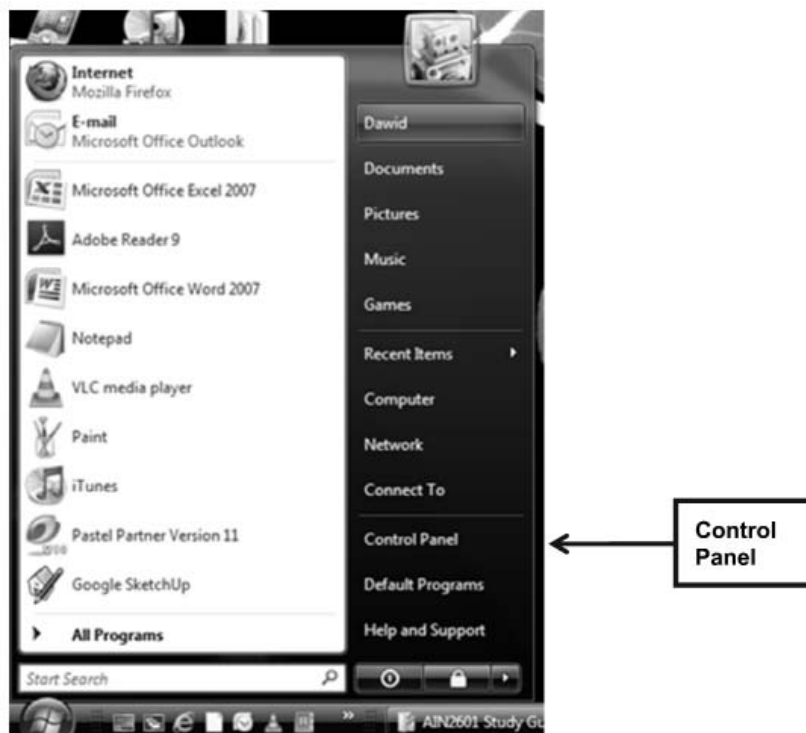 Internet
Mozilla Firefox
E-mail
Microsoft Office Outlook
Microsoft Office Excel 2007
Adobe Reader 9
Microsoft Office Word 2007
Notepad
VLC media player
Paint
iTunes
Pastel Partner Version 11
Google SketchUp
All Programs
Start Search
Dawid
Documents
Pictures
Music
Games
Recent Items
Computer
Network
Connect To
Control Panel
Default Programs
Help and Support
»
AIN2601 Study Gu
Control
Panel